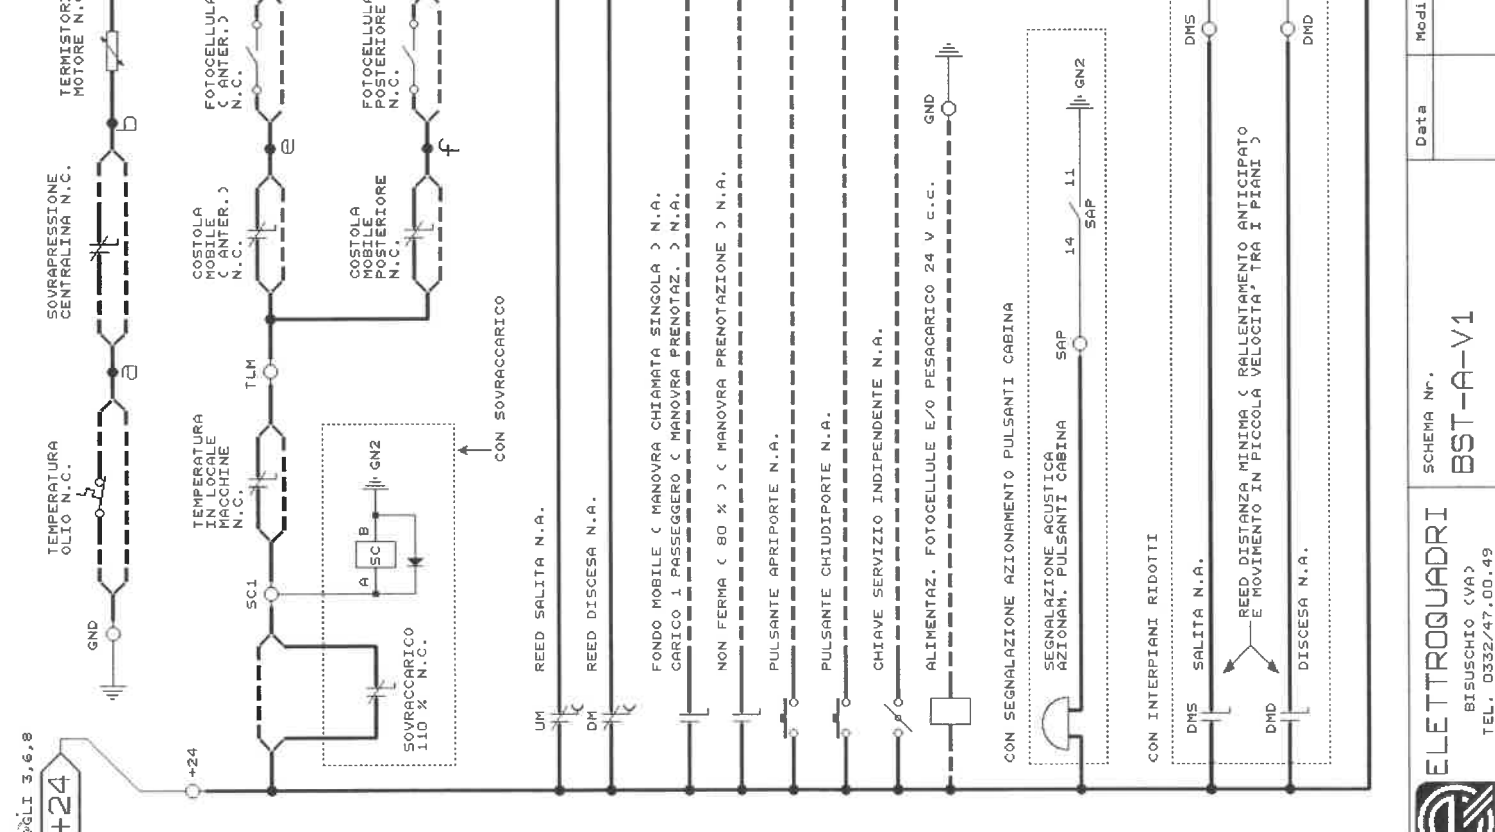 TERMISTORI
MOTORE N.C.
b
SOVRAPRESSIONE
CENTRALINA N.C.
a
TEMPERATURA
OLIO N.C.
GND
FOTOCELLULA
( ANTER.)
N.C.
e
COSTOLA
MOBILE
( ANTER.)
N.C.
TLM
TEMPERATURA
IN LOCALE
MACCHINE
N.C.
SC1
FOTOCELLULA
POSTERIORE
N.C.
f
COSTOLA
MOBILE
POSTERIORE
N.C.
GN2
A
SC
B
SOVRACCARICO
110 % N.C.
CON SOVRACCARICO
3,6,8
+24
+24
UM
REED SALITA N.A.
DM
REED DISCESA N.A.
FONDO MOBILE ( MANOVRA CHIAMATA SINGOLA ) N.A.
CARICO 1 PASSEGGERO ( MANOVRA PRENOTAZ. ) N.A.
NON FERMA ( 80 % ) ( MANOVRA PRENOTAZIONE ) N.A.
PULSANTE APRIPORTE N.A.
PULSANTE CHIUDIPORTE N.A.
CHIAVE SERVIZIO INDIPENDENTE N.A.
ALIMENTAZ. FOTOCELLULE E/O PESACARICO 24 V c.c.
GND
CON SEGNALAZIONE AZIONAMENTO PULSANTI CABINA
SEGNALAZIONE ACUSTICA
AZIONAM. PULSANTI CABINA
SAP
14
11
SAP
GN2
CON INTERPIANI RIDOTTI
DMS
SALITA N.A.
DMS
REED DISTANZA MINIMA ( RALLENTAMENTO ANTICIPATO
E MOVIMENTO IN PICCOLA VELOCITA' TRA I PIANI )
DMD
DISCESA N.A.
DMD
ELETTROQUADRI
BISUSCHIO (VA)
TEL. 0332/47.00.49
SCHEMA Nr.
BST-A-V1
Data
Modi